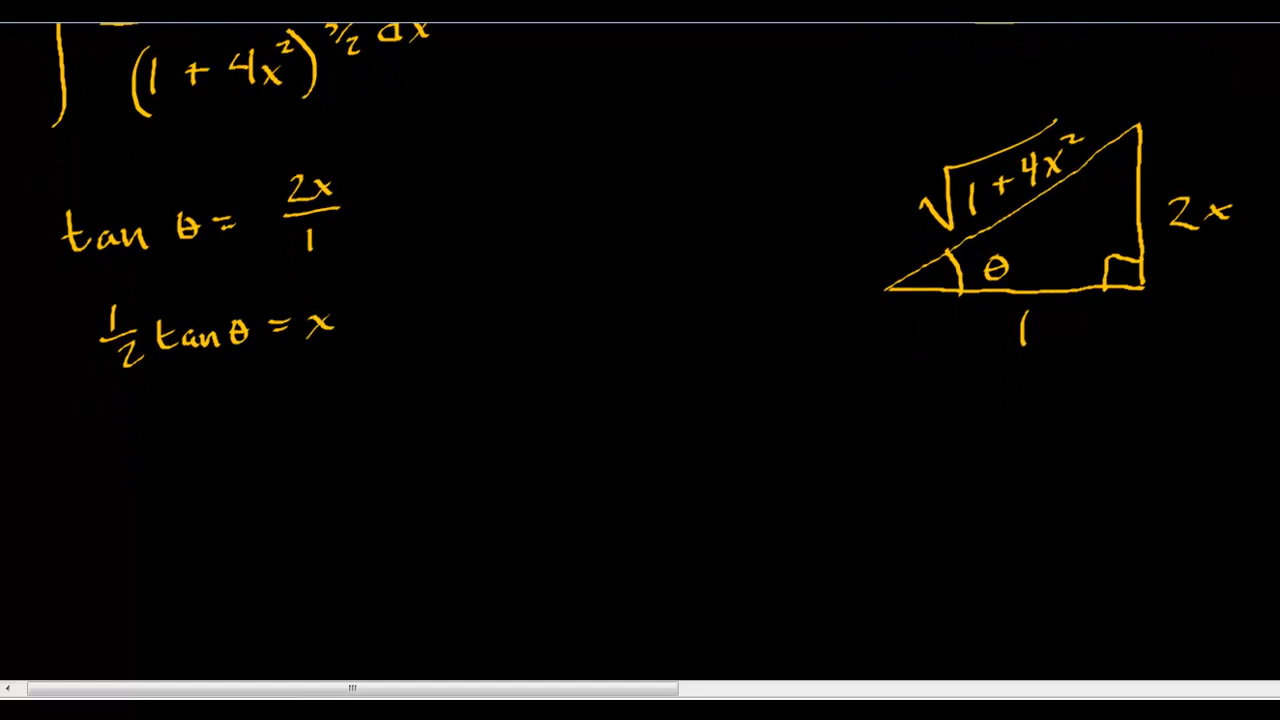 ∫ (1 + 4x²)^{3/2} dx
tan θ = 2x/1
1/2 tan θ = x
√(1 + 4x²)
2x
θ
1